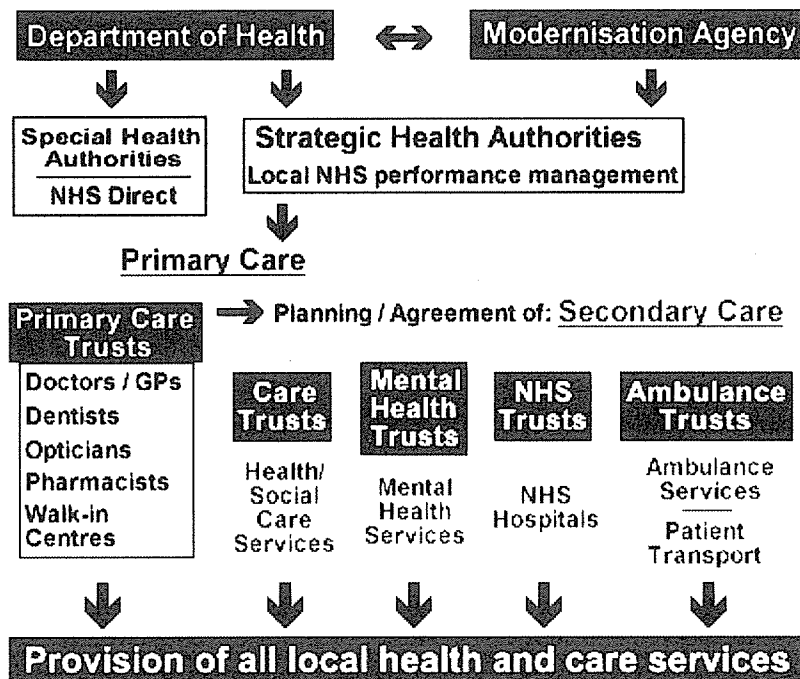 Department of Health
Modernisation Agency
Special Health
Authorities
NHS Direct
Strategic Health Authorities
Local NHS performance management
Primary Care
Primary Care
Trusts
Planning / Agreement of: Secondary Care
Doctors / GPs
Dentists
Opticians
Pharmacists
Walk-in
Centres
Care
Trusts
Health/
Social
Care
Services
Mental
Health
Trusts
Mental
Health
Services
NHS
Trusts
NHS
Hospitals
Ambulance
Trusts
Ambulance
Services
Patient
Transport
Provision of all local health and care services